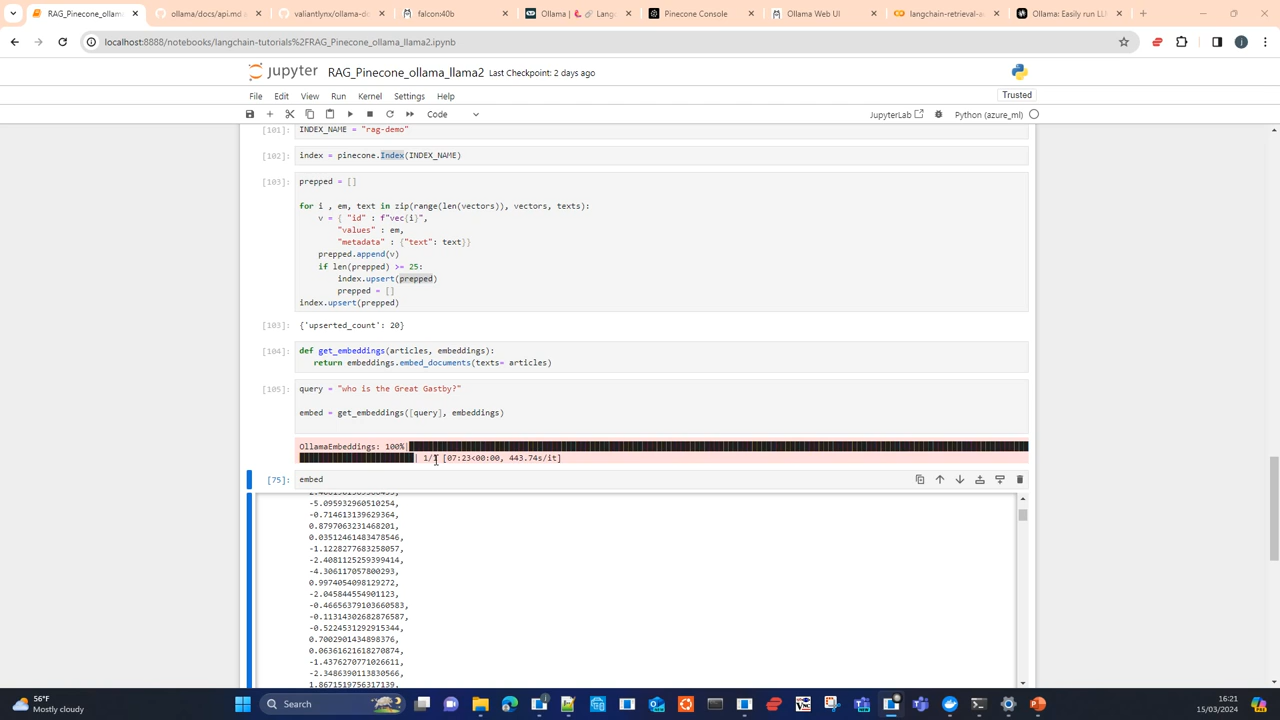 RAG_Pinecone_ollama_llama2
ollama/docs/api.md
valiantlynx/ollama-do
falcon:40b
Ollama | 🦜️🔗 Lang
Pinecone Console
Ollama Web UI
langchain-retrieval-a
Ollama: Easily run LL
localhost:8888/notebooks/langchain-tutorials%2FRAG_Pinecone_ollama_llama2.ipynb
jupyter RAG_Pinecone_ollama_llama2 Last Checkpoint: 2 days ago
File Edit View Run Kernel Settings Help
Trusted
Code
JupyterLab
Python (azure_ml)
[101]: INDEX_NAME = "rag-demo"
[102]: index = pinecone.Index(INDEX_NAME)
[103]: prepped = []
for i , em, text in zip(range(len(vectors)), vectors, texts):
v = { "id" : f"vec{i}",
"values" : em,
"metadata" : {"text": text}}
prepped.append(v)
if len(prepped) >= 25:
index.upsert(prepped)
prepped = []
index.upsert(prepped)
[103]: {'upserted_count': 20}
[104]: def get_embeddings(articles, embeddings):
return embeddings.embed_documents(texts= articles)
[105]: query = "who is the Great Gastby?"
embed = get_embeddings([query], embeddings)
OllamaEmbeddings: 100%|
| 1/1 [07:23<00:00, 443.74s/it]
[75]: embed
-5.095932960510254,
-0.714613139629364,
0.8797063231468201,
0.03512461483478546,
-1.1228277683258057,
-2.4081125259399414,
-4.306117057800293,
0.9974054098129272,
-2.045844554901123,
-0.46656379103660583,
-0.11314302682876587,
-0.5224531292915344,
0.7002901434898376,
0.06361621618270874,
-1.4376270771026611,
-2.3486390113830566,
1.8671519756317139,
56°F
Mostly cloudy
Search
16:21
15/03/2024